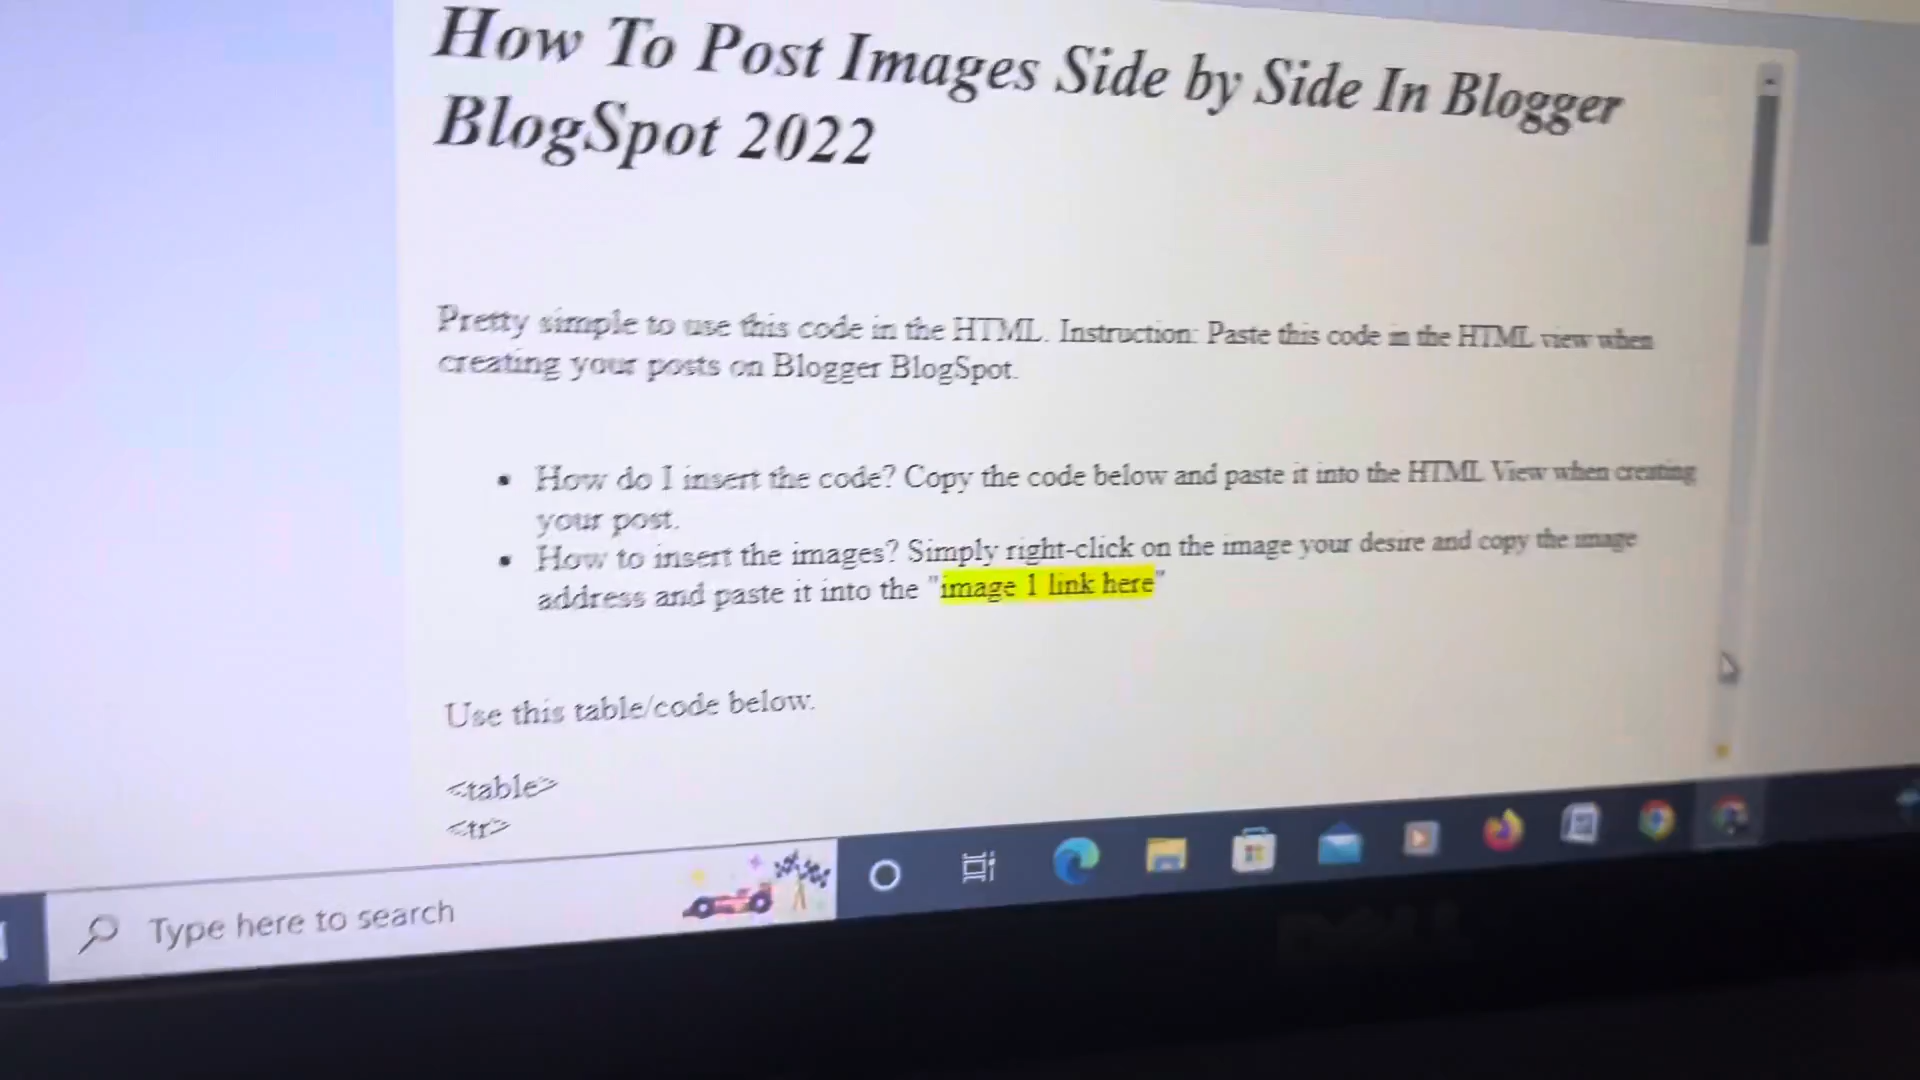 How To Post Images Side by Side In Blogger
BlogSpot 2022
Pretty simple to use this code in the HTML. Instruction: Paste this code in the HTML view when
creating your posts on Blogger BlogSpot.
• How do I insert the code? Copy the code below and paste it into the HTML View when creating
your post.
• How to insert the images? Simply right-click on the image your desire and copy the image
address and paste it into the "image 1 link here"
Use this table/code below:
<table>
<tr>
Type here to search
DELL